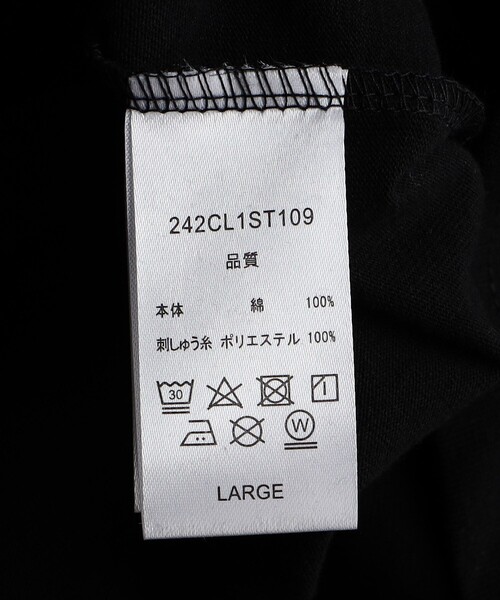 242CL1ST109
品質
本体 綿 100%
刺しゅう糸 ポリエステル 100%
30
W
LARGE